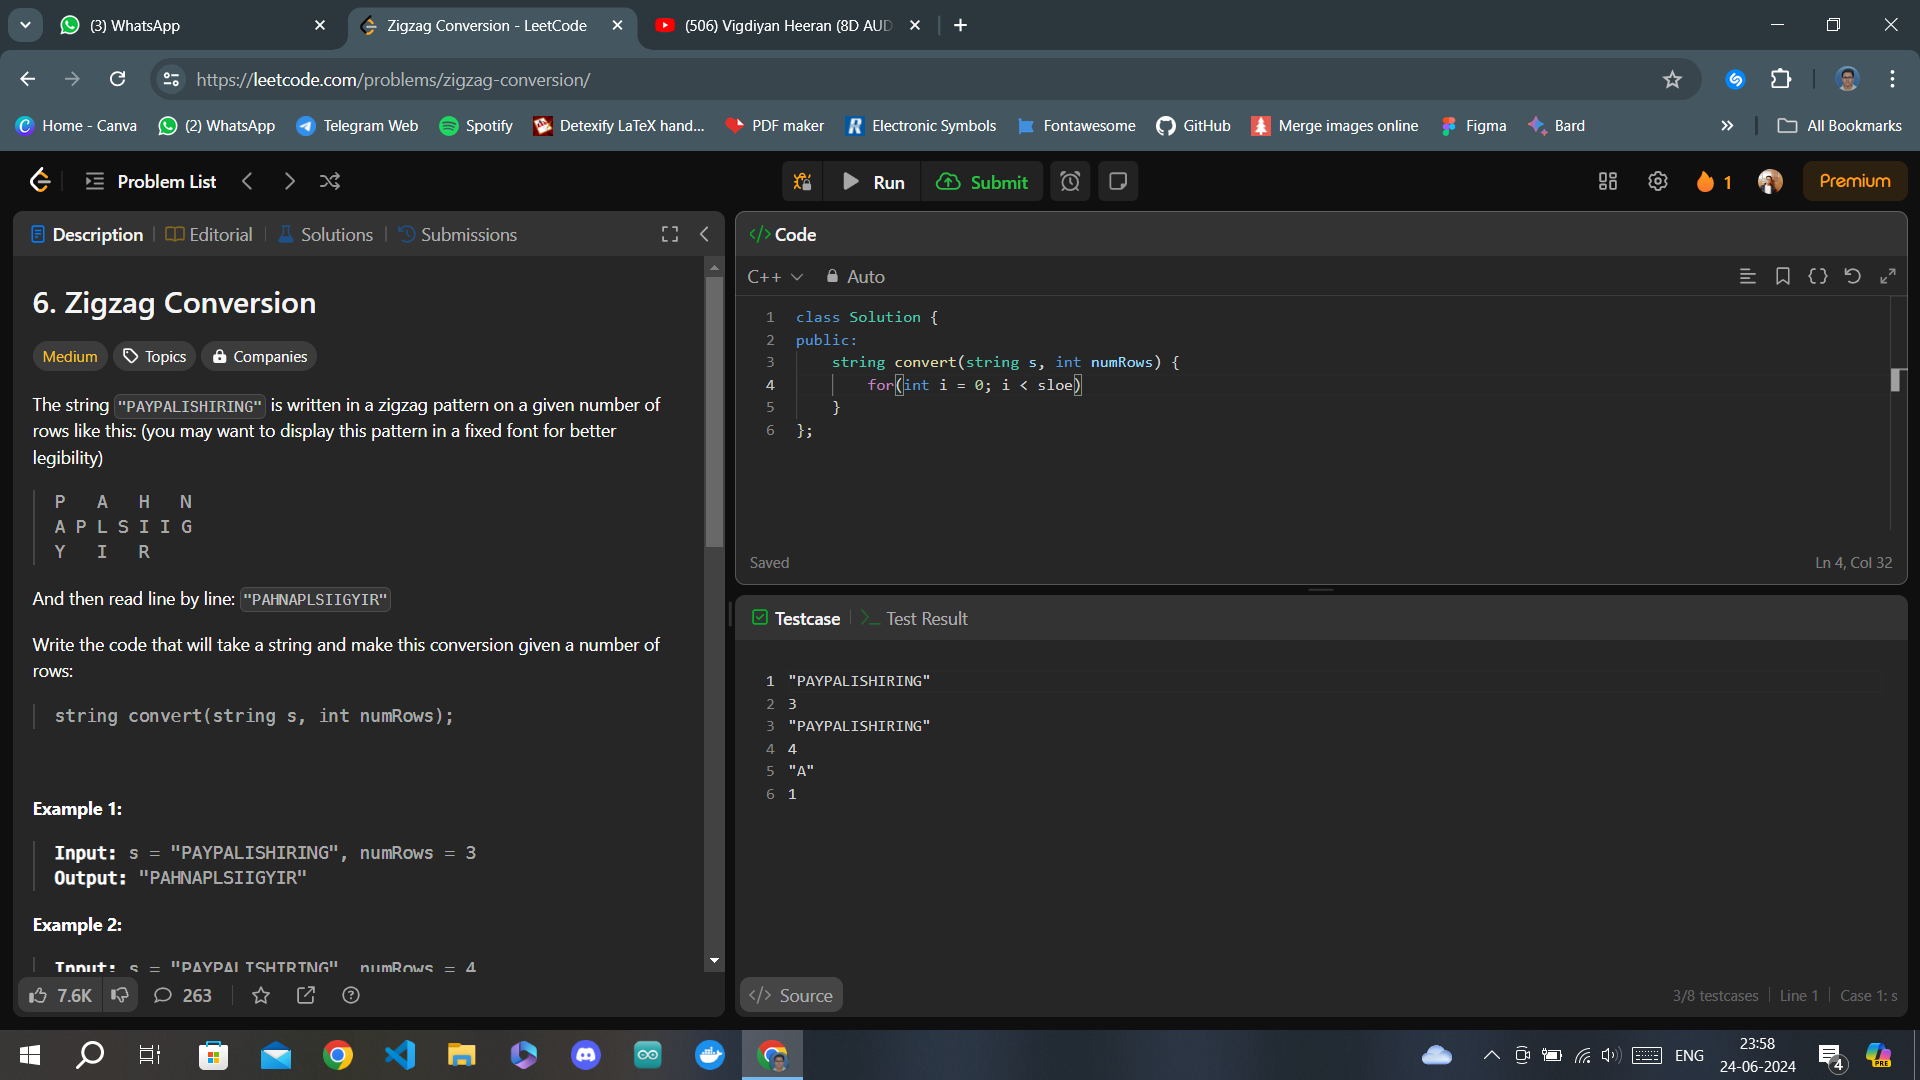 (3) WhatsApp
Zigzag Conversion - LeetCode
(506) Vigdiyan Heeran (8D AUD
https://leetcode.com/problems/zigzag-conversion/
Home - Canva
(2) WhatsApp
Telegram Web
Spotify
Detexify LaTeX hand...
PDF maker
Electronic Symbols
Fontawesome
GitHub
Merge images online
Figma
Bard
All Bookmarks
Problem List
Run
Submit
1
Premium
Description
Editorial
Solutions
Submissions
6. Zigzag Conversion
Medium
Topics
Companies
The string "PAYPALISHIRING" is written in a zigzag pattern on a given number of
rows like this: (you may want to display this pattern in a fixed font for better
legibility)
P   A   H   N
A P L S I I G
Y   I   R
And then read line by line: "PAHNAPLSIIGYIR"
Write the code that will take a string and make this conversion given a number of
rows:
string convert(string s, int numRows);
Example 1:
Input: s = "PAYPALISHIRING", numRows = 3
Output: "PAHNAPLSIIGYIR"
Example 2:
Input: s = "PAYPALISHIRING", numRows = 4
7.6K
263
</> Code
C++
Auto
1 class Solution {
2 public:
3     string convert(string s, int numRows) {
4         for(int i = 0; i < sloe)
5     }
6 };
Saved
Ln 4, Col 32
Testcase
Test Result
1 "PAYPALISHIRING"
2 3
3 "PAYPALISHIRING"
4 4
5 "A"
6 1
</> Source
3/8 testcases
Line 1
Case 1: s
ENG
23:58
24-06-2024
4
PRE